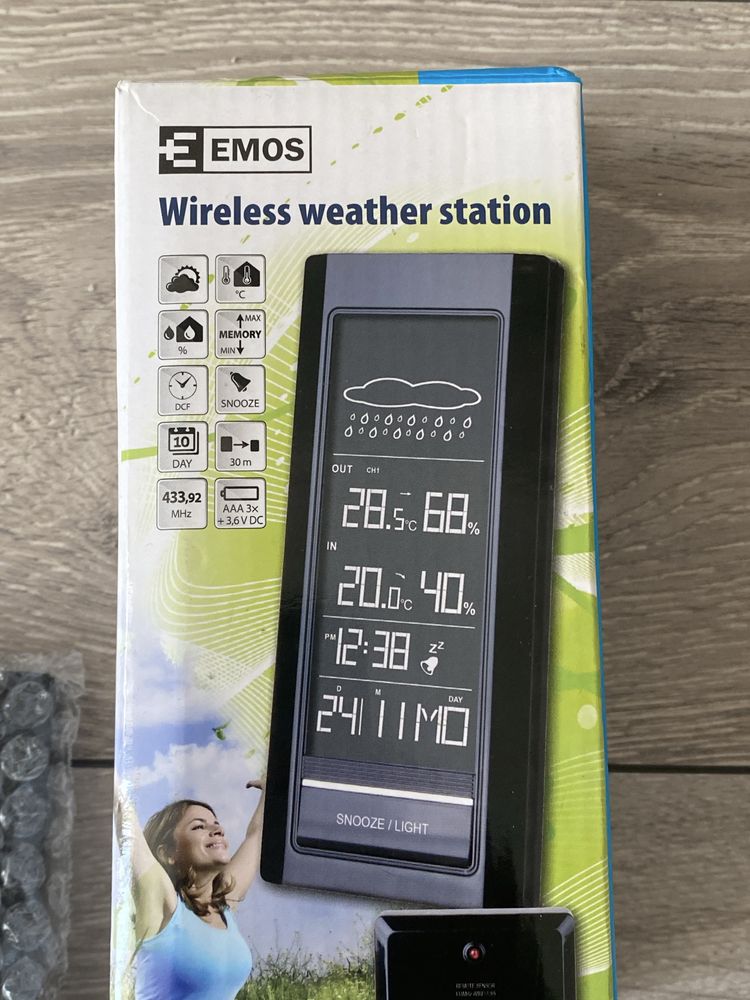 EMOS
Wireless weather station
°C
%
MAX
MEMORY
MIN
DCF
SNOOZE
10
DAY
30 m
433,92
MHz
AAA 3×
+ 3,6 V DC
OUT CH1
28.5°C 68%
IN
20.0°C 40%
PM 12:38 ZZ
D M DAY
24 11 MO
SNOOZE / LIGHT
REMOTE SENSOR